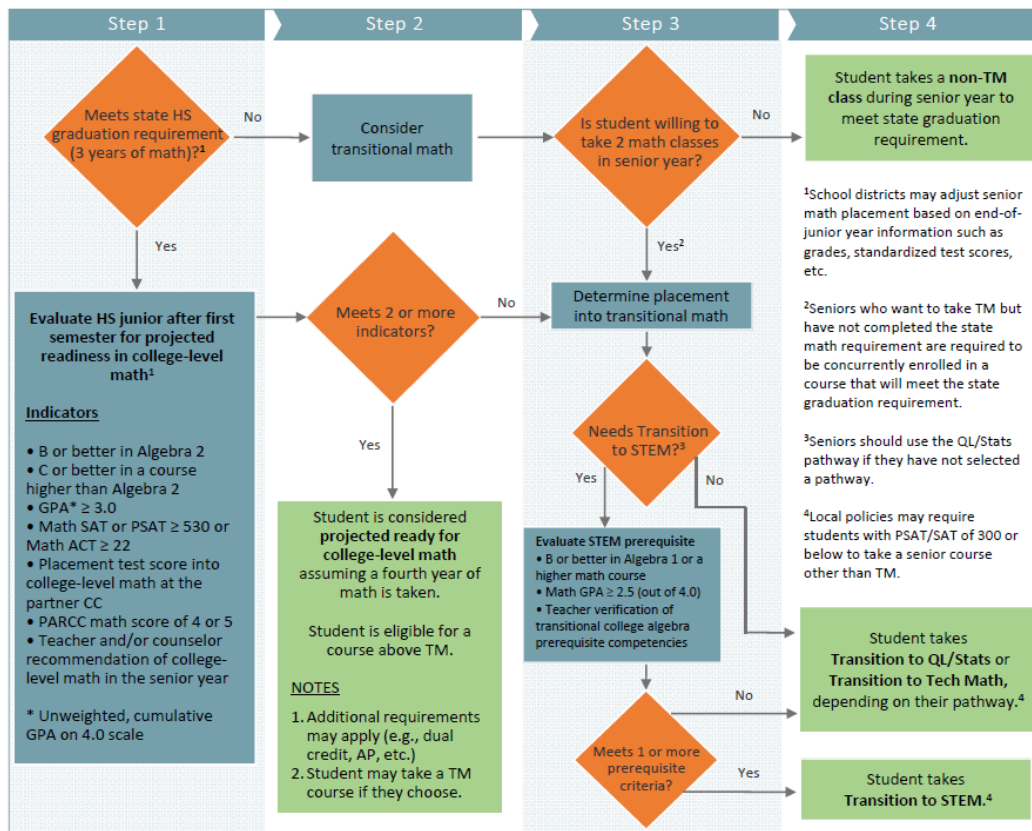 Step 1
Step 2
Step 3
Step 4
Meets state HS
graduation requirement
(3 years of math)?¹
No
Yes
Consider
transitional math
Is student willing to
take 2 math classes
in senior year?
No
Yes²
Student takes a non-TM
class during senior year to
meet state graduation
requirement.
Evaluate HS junior after first
semester for projected
readiness in college-level
math¹
Indicators
• B or better in Algebra 2
• C or better in a course
higher than Algebra 2
• GPA* ≥ 3.0
• Math SAT or PSAT ≥ 530 or
Math ACT ≥ 22
• Placement test score into
college-level math at the
partner CC
• PARCC math score of 4 or 5
• Teacher and/or counselor
recommendation of college-
level math in the senior year
* Unweighted, cumulative
GPA on 4.0 scale
Meets 2 or more
indicators?
No
Yes
Student is considered
projected ready for
college-level math
assuming a fourth year of
math is taken.
Student is eligible for a
course above TM.
NOTES
1. Additional requirements
may apply (e.g., dual
credit, AP, etc.)
2. Student may take a TM
course if they choose.
Determine placement
into transitional math
Needs Transition
to STEM?³
Yes
No
Evaluate STEM prerequisite
• B or better in Algebra 1 or a
higher math course
• Math GPA ≥ 2.5 (out of 4.0)
• Teacher verification of
transitional college algebra
prerequisite competencies
Meets 1 or more
prerequisite
criteria?
No
Yes
¹School districts may adjust senior
math placement based on end-of-
junior year information such as
grades, standardized test scores,
etc.
²Seniors who want to take TM but
have not completed the state
math requirement are required to
be concurrently enrolled in a
course that will meet the state
graduation requirement.
³Seniors should use the QL/Stats
pathway if they have not selected
a pathway.
⁴Local policies may require
students with PSAT/SAT of 300 or
below to take a senior course
other than TM.
Student takes
Transition to QL/Stats or
Transition to Tech Math,
depending on their pathway.⁴
Student takes
Transition to STEM.⁴